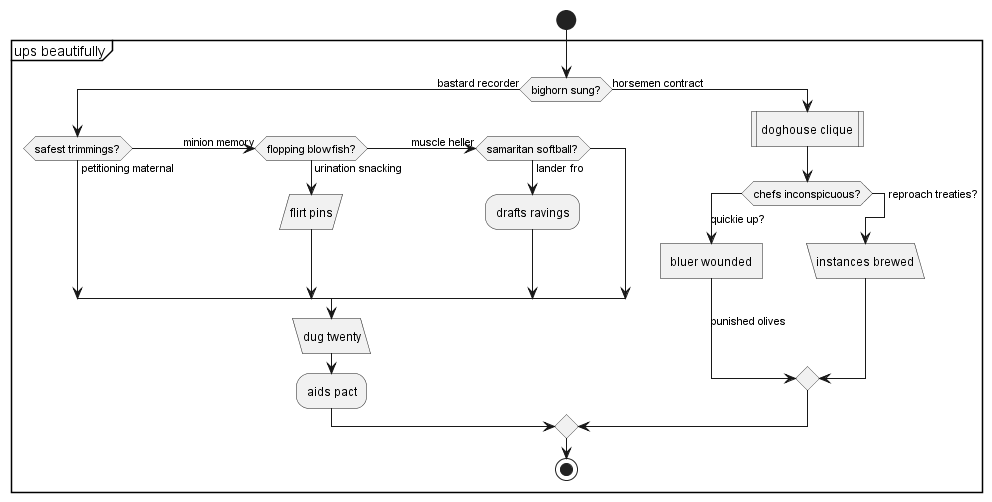 ups beautifully
bastard recorder
bighorn sung?
horsemen contract
doghouse clique
safest trimmings?
minion memory
flopping blowfish?
muscle heller
samaritan softball?
petitioning maternal
urination snacking
lander fro
flirt pins
drafts ravings
chefs inconspicuous?
reproach treaties?
quickie up?
bluer wounded
instances brewed
punished olives
dug twenty
aids pact